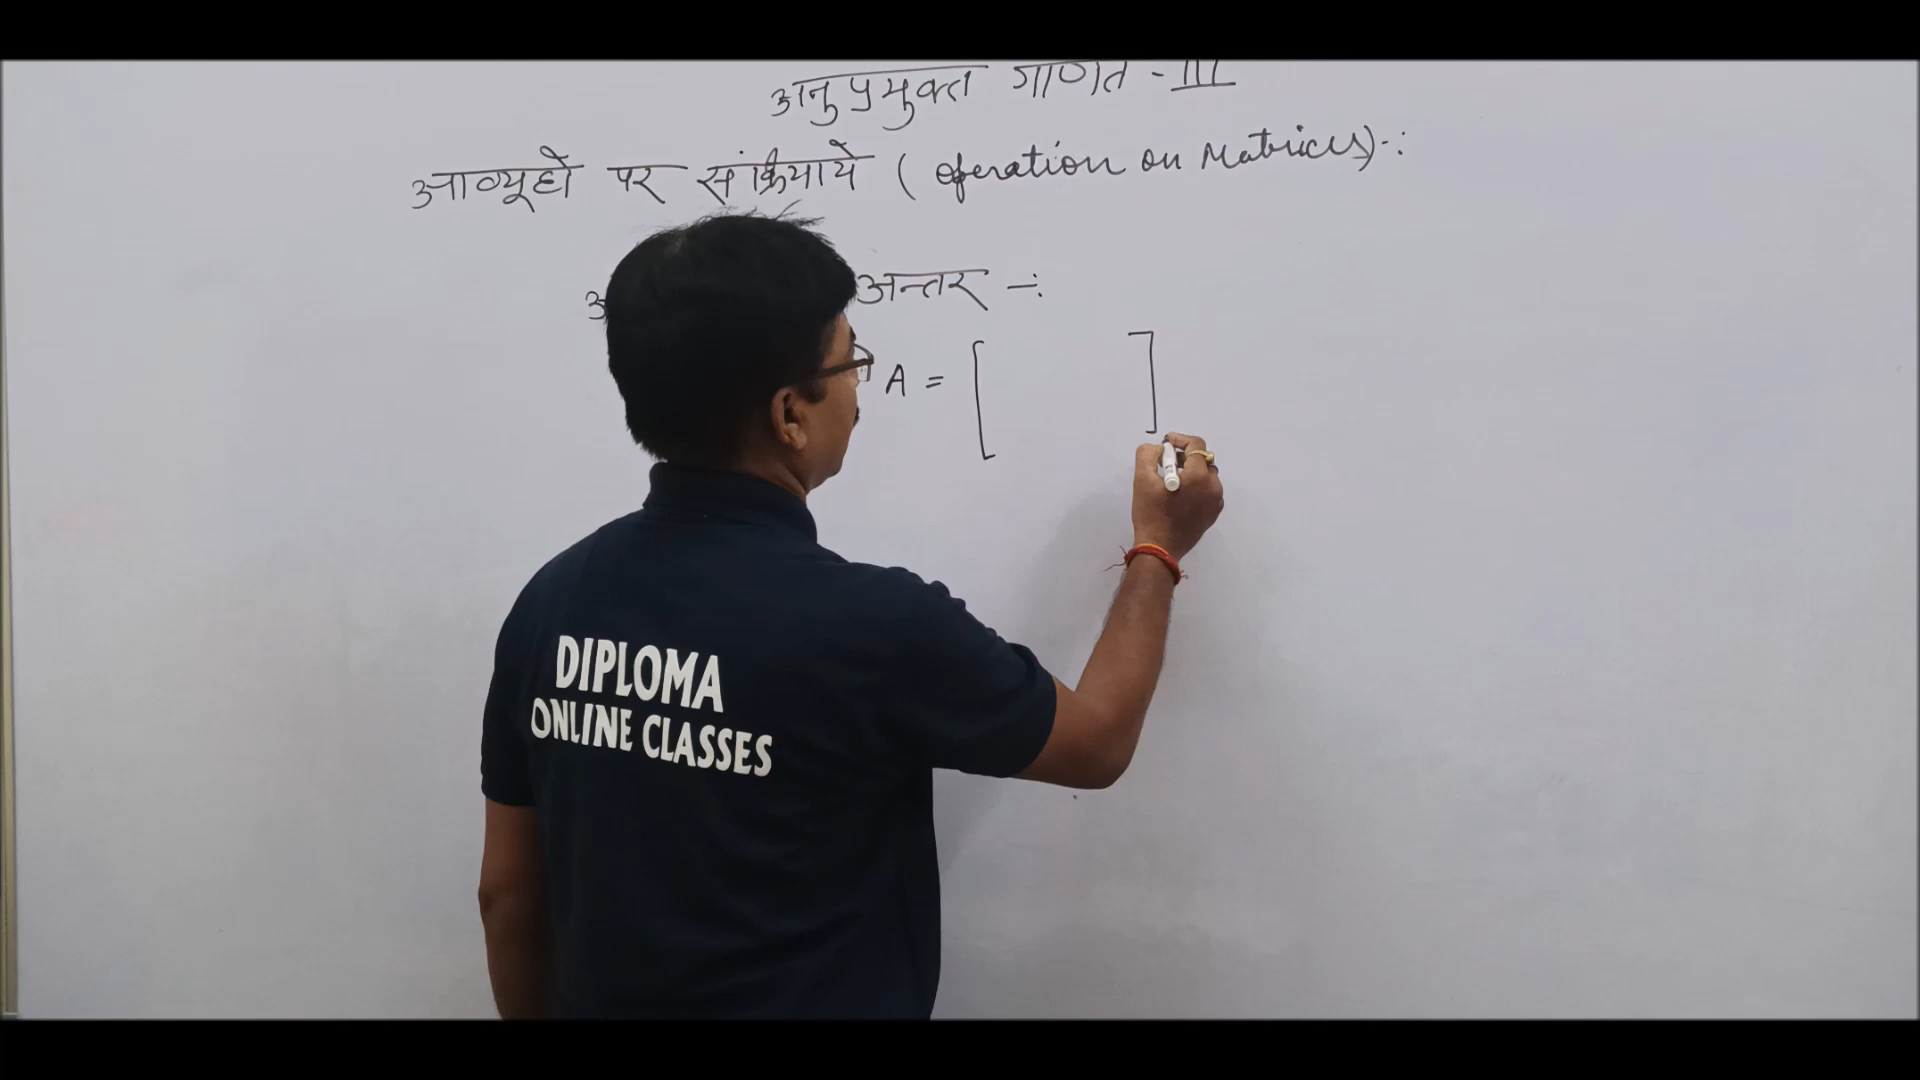 अनुप्रयुक्त गणित - III
आव्यूहो पर संक्रियाये ( operation on Matrices) -:
अन्तर -:
A = [ ]
DIPLOMA
ONLINE CLASSES